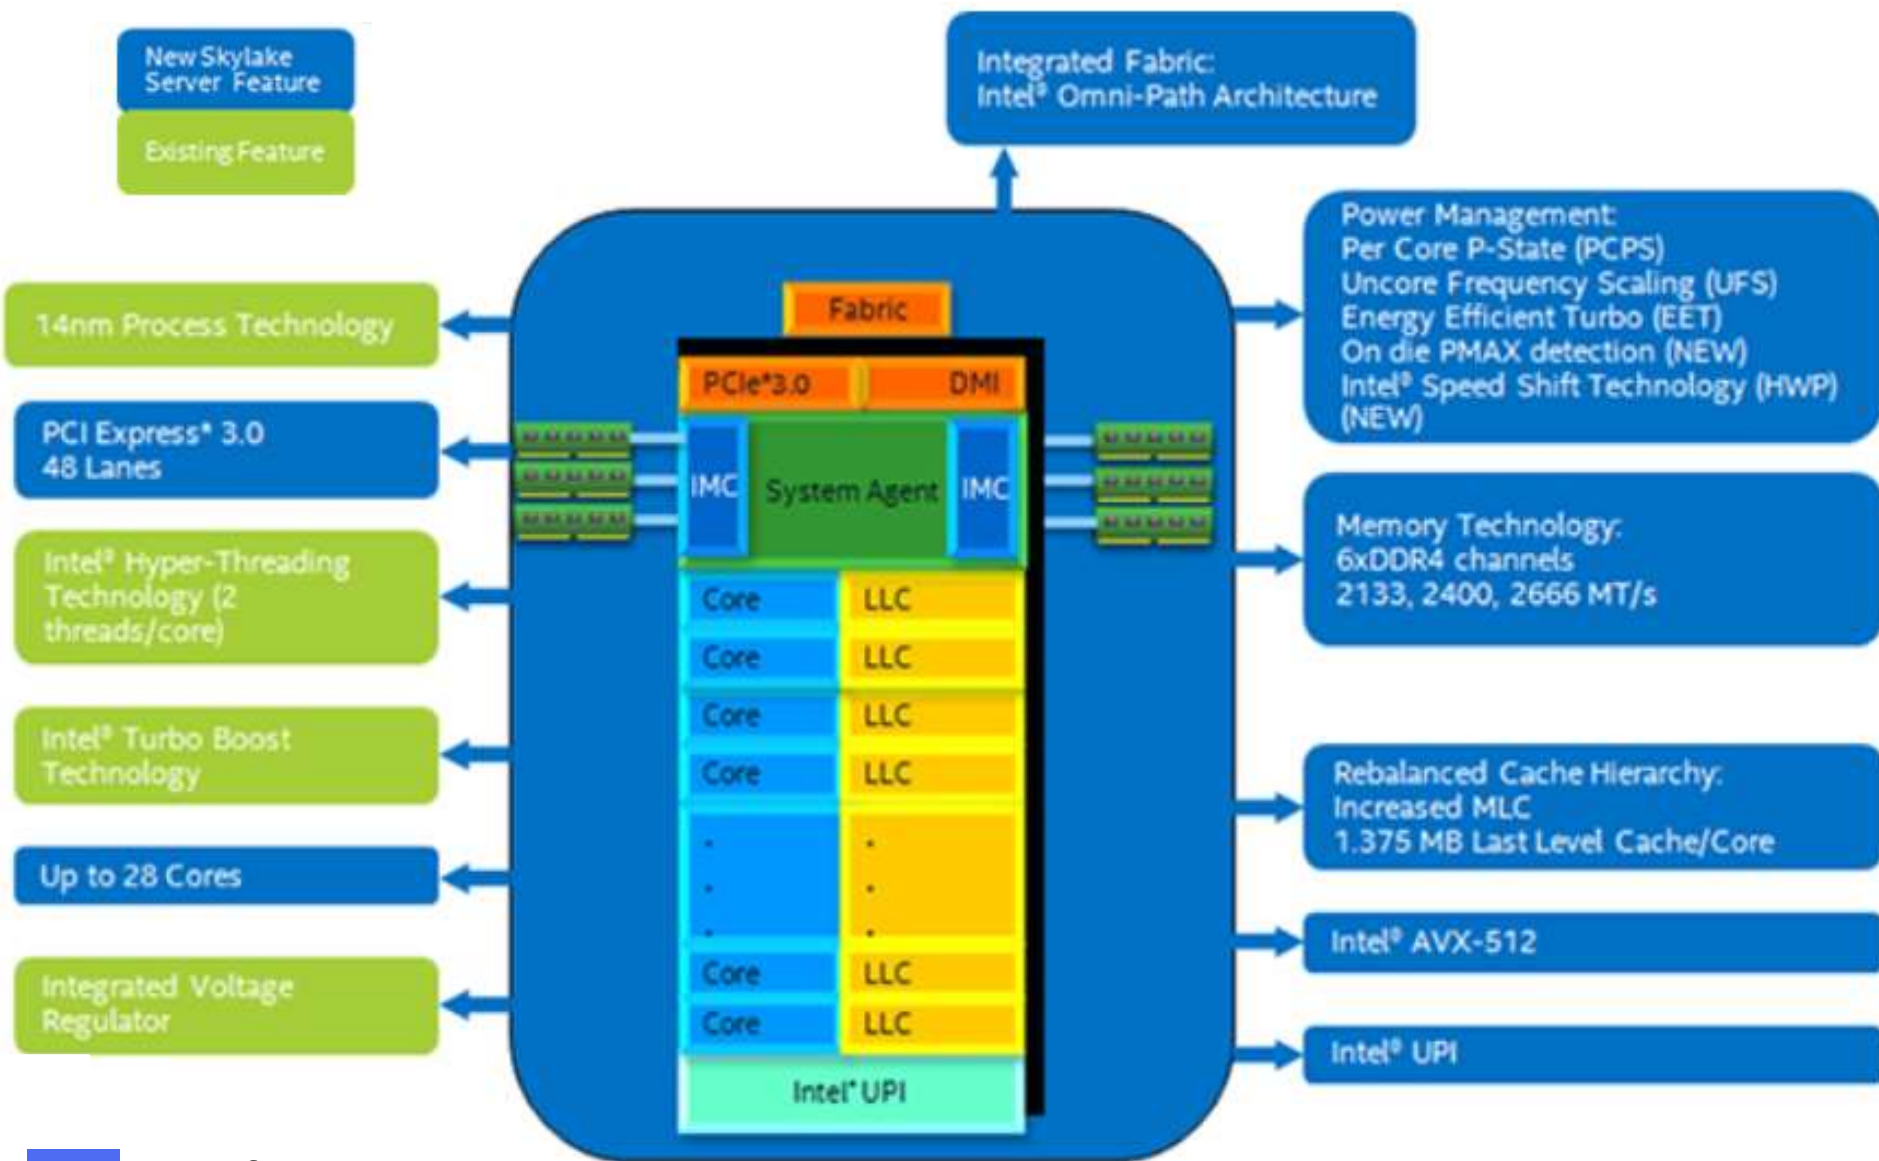 New Skylake
Server Feature
Existing Feature
Integrated Fabric:
Intel® Omni-Path Architecture
14nm Process Technology
PCI Express* 3.0
48 Lanes
Intel® Hyper-Threading
Technology (2
threads/core)
Intel® Turbo Boost
Technology
Up to 28 Cores
Integrated Voltage
Regulator
Fabric
PCIe*3.0
DMI
IMC
System Agent
IMC
Core
LLC
Core
LLC
Core
LLC
Core
LLC
.
.
.
.
.
.
Core
LLC
Core
LLC
Intel® UPI
Power Management:
Per Core P-State (PCPS)
Uncore Frequency Scaling (UFS)
Energy Efficient Turbo (EET)
On die PMAX detection (NEW)
Intel® Speed Shift Technology (HWP)
(NEW)
Memory Technology:
6xDDR4 channels
2133, 2400, 2666 MT/s
Rebalanced Cache Hierarchy:
Increased MLC
1.375 MB Last Level Cache/Core
Intel® AVX-512
Intel® UPI